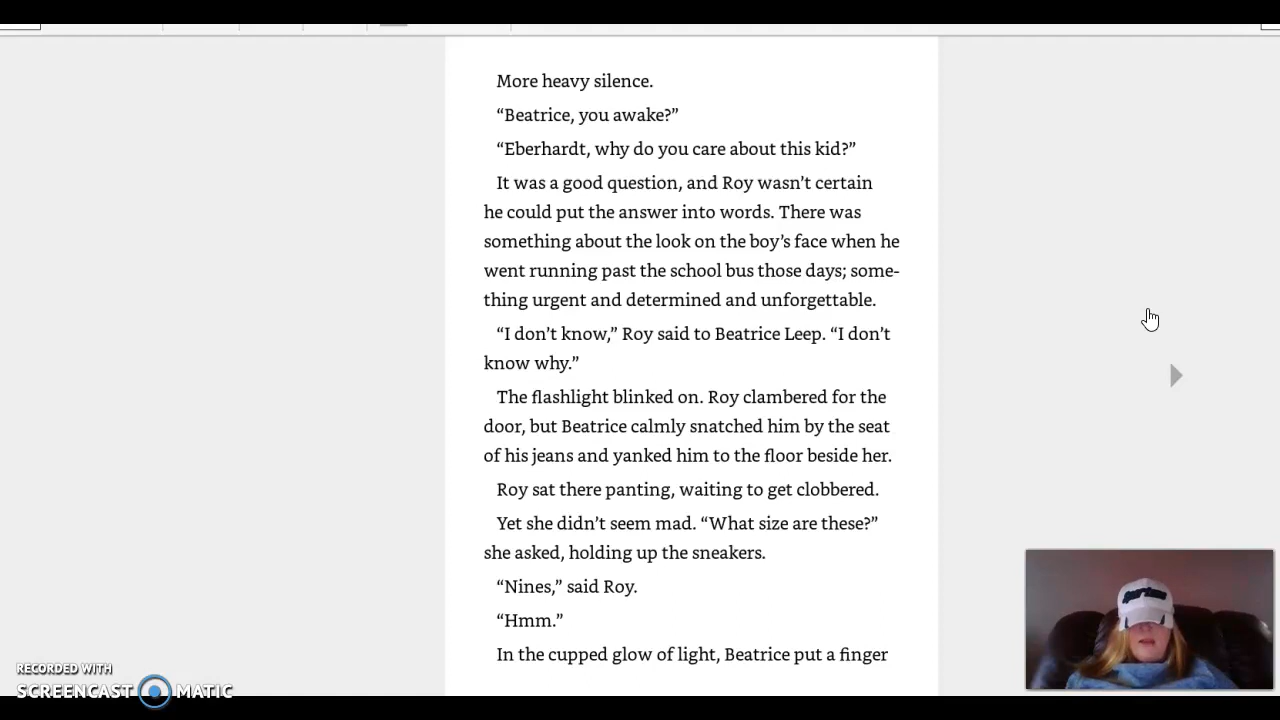 More heavy silence.
“Beatrice, you awake?”
“Eberhardt, why do you care about this kid?”
It was a good question, and Roy wasn’t certain
he could put the answer into words. There was
something about the look on the boy’s face when he
went running past the school bus those days; some-
thing urgent and determined and unforgettable.
“I don’t know,” Roy said to Beatrice Leep. “I don’t
know why.”
The flashlight blinked on. Roy clambered for the
door, but Beatrice calmly snatched him by the seat
of his jeans and yanked him to the floor beside her.
Roy sat there panting, waiting to get clobbered.
Yet she didn’t seem mad. “What size are these?”
she asked, holding up the sneakers.
“Nines,” said Roy.
“Hmm.”
In the cupped glow of light, Beatrice put a finger
RECORDED WITH
SCREENCAST MATIC